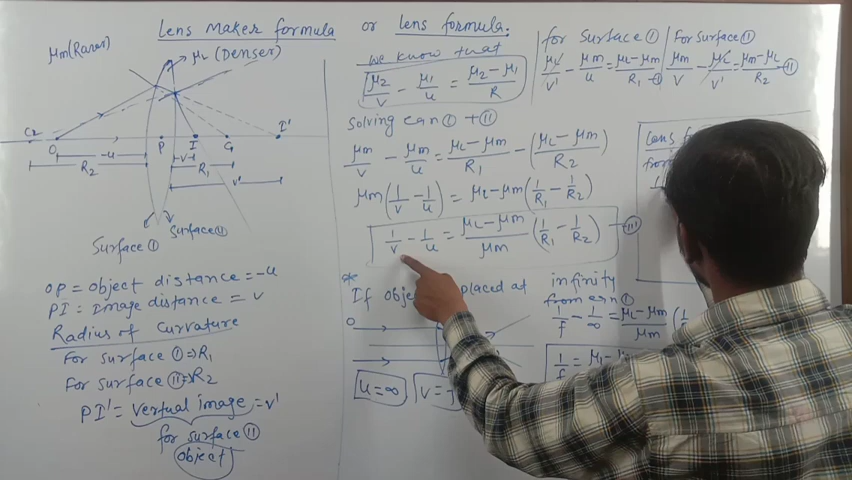 Lens Maker formula or lens formula.
μm(Rarer)
μL (Denser)
C2
O
P
I
C1
I'
-u
R2
v
R1
v'
Surface ①
Surface ②
OP = Object distance = -u
PI = Image distance = v
Radius of Curvature
For surface ① = R1
For surface ② = R2
PI' = vertual image = v'
for surface ②
object
we know that
μ2/v - μ1/u = μ2 - μ1/R
for surface ①
μL/v' - μm/u = μL - μm/R1 -①
For surface ②
μm/v - μL/v' = μm - μL/R2 -②
Solving eqn ① + ②
μm/v - μm/u = μL - μm/R1 - (μL - μm/R2)
μm(1/v - 1/u) = μL - μm(1/R1 - 1/R2)
1/v - 1/u = μL - μm/μm (1/R1 - 1/R2) -③
If placed at infinity
O
u = ∞
from eqn
1/f - 1/∞ = μL - μm/μm
1/f =